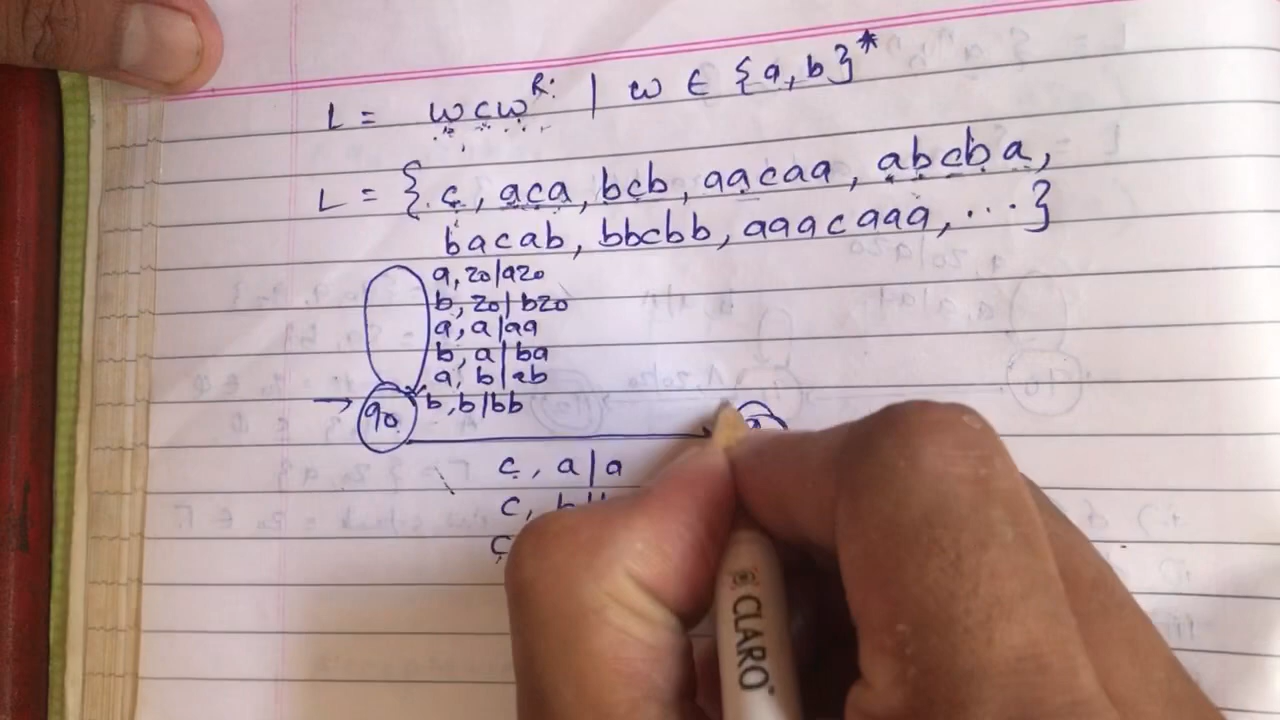 L = wcw^R: | w ∈ {a, b}*
L = {c, aca, bcb, aacaa, abcba,
bacab, bbcbb, aaacaaa, ...}
a, z0/az0
b, z0/bz0
a, a/aa
b, a/ba
a, b/ab
b, b/bb
→ q0
c, a/a
c, b
c
CLARO